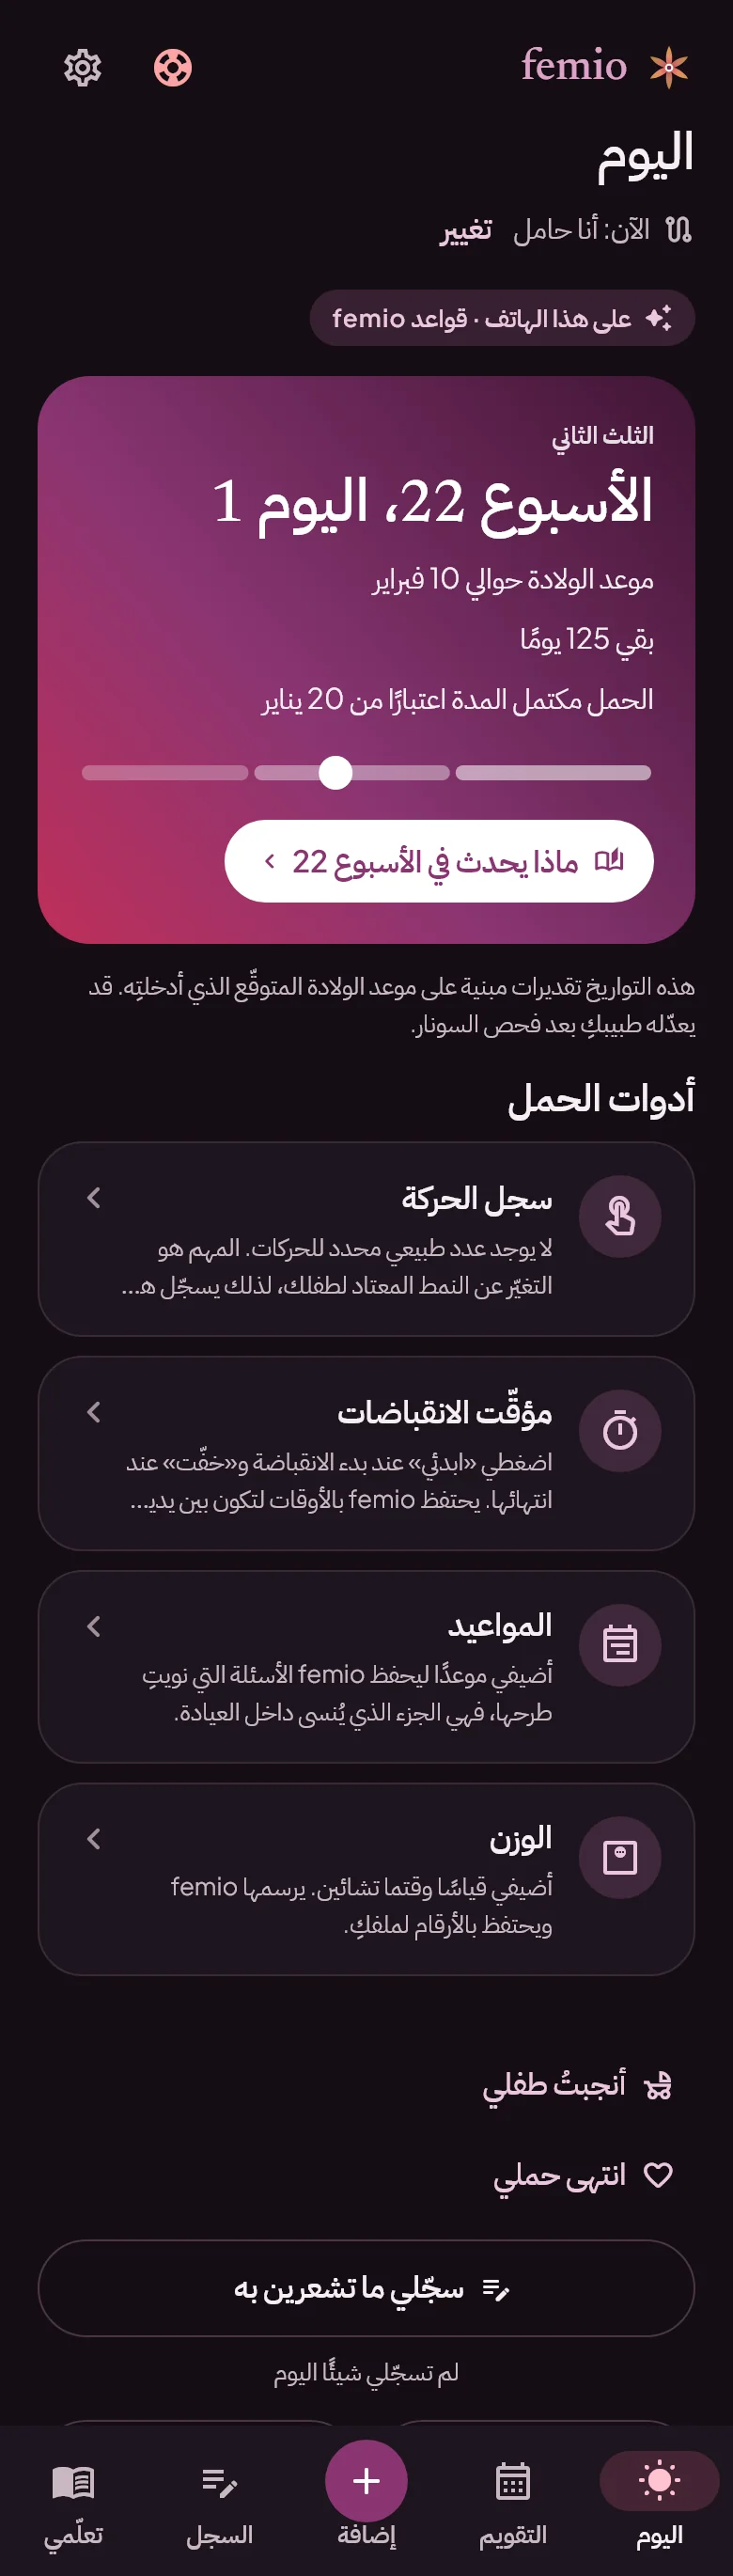 femio
اليوم
الآن: أنا حامل تغيير
على هذا الهاتف · قواعد femio
الثلث الثاني
الأسبوع 22، اليوم 1
موعد الولادة حوالي 10 فبراير
بقي 125 يومًا
الحمل مكتمل المدة اعتبارًا من 20 يناير
ماذا يحدث في الأسبوع 22
هذه التواريخ تقديرات مبنية على موعد الولادة المتوقّع الذي أدخلتِه. قد
يعدّله طبيبكِ بعد فحص السونار.
أدوات الحمل
سجل الحركة
لا يوجد عدد طبيعي محدد للحركات. المهم هو
التغيّر عن النمط المعتاد لطفلك، لذلك يسجّل هـ...
مؤقّت الانقباضات
اضغطي «ابدئي» عند بدء الانقباضة و«خفّت» عند
انتهائها. يحتفظ femio بالأوقات لتكون بين يديـ...
المواعيد
أضيفي موعدًا ليحفظ femio الأسئلة التي نويتِ
طرحها، فهي الجزء الذي يُنسى داخل العيادة.
الوزن
أضيفي قياسًا وقتما تشائين. يرسمها femio
ويحتفظ بالأرقام لملفكِ.
أنجبتُ طفلي
انتهى حملي
سجّلي ما تشعرين به
لم تسجّلي شيئًا اليوم
اليوم
التقويم
إضافة
السجل
تعلّمي